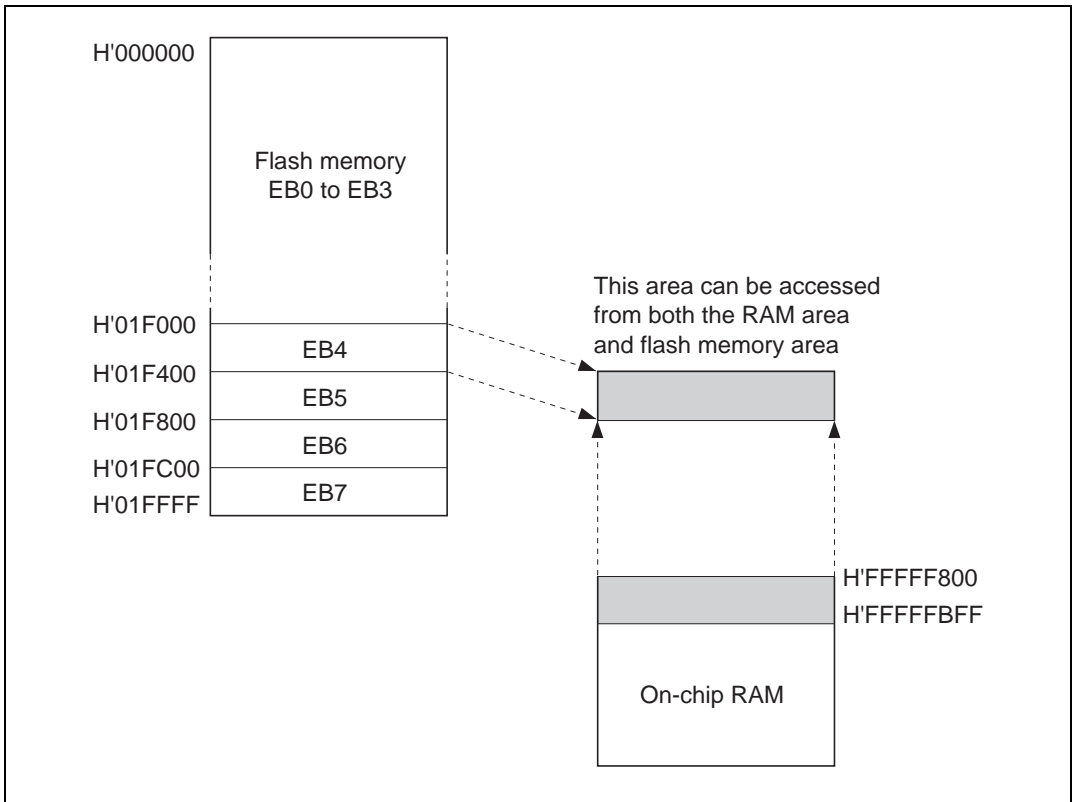 H'000000
Flash memory
EB0 to EB3
This area can be accessed
from both the RAM area
and flash memory area
H'01F000
EB4
H'01F400
EB5
H'01F800
EB6
H'01FC00
EB7
H'01FFFF
H'FFFFF800
H'FFFFFBFF
On-chip RAM